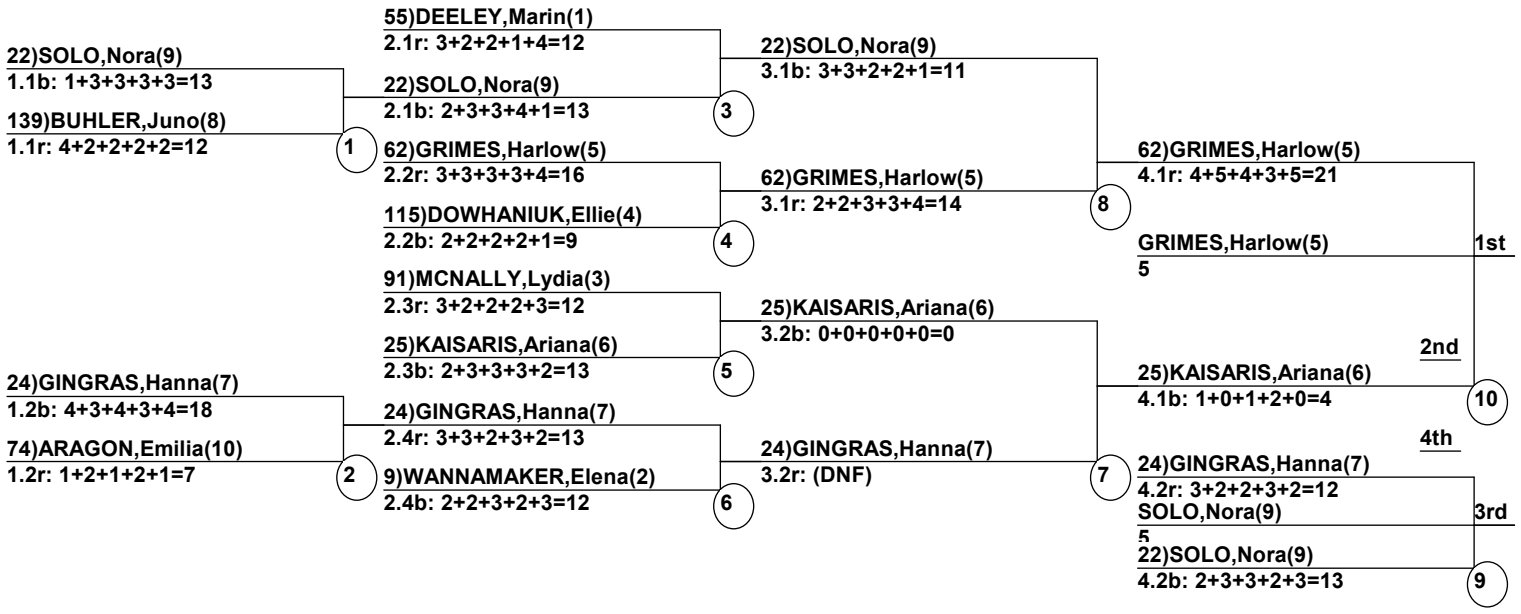 22)SOLO,Nora(9)
1.1b: 1+3+3+3+3=13
139)BUHLER,Juno(8)
1.1r: 4+2+2+2+2=12
1
24)GINGRAS,Hanna(7)
1.2b: 4+3+4+3+4=18
74)ARAGON,Emilia(10)
1.2r: 1+2+1+2+1=7
2
55)DEELEY,Marin(1)
2.1r: 3+2+2+1+4=12
22)SOLO,Nora(9)
2.1b: 2+3+3+4+1=13
3
62)GRIMES,Harlow(5)
2.2r: 3+3+3+3+4=16
115)DOWHANIUK,Ellie(4)
2.2b: 2+2+2+2+1=9
4
91)MCNALLY,Lydia(3)
2.3r: 3+2+2+2+3=12
25)KAISARIS,Ariana(6)
2.3b: 2+3+3+3+2=13
5
24)GINGRAS,Hanna(7)
2.4r: 3+3+2+3+2=13
9)WANNAMAKER,Elena(2)
2.4b: 2+2+3+2+3=12
6
22)SOLO,Nora(9)
3.1b: 3+3+2+2+1=11
62)GRIMES,Harlow(5)
3.1r: 2+2+3+3+4=14
8
25)KAISARIS,Ariana(6)
3.2b: 0+0+0+0+0=0
24)GINGRAS,Hanna(7)
3.2r: (DNF)
7
62)GRIMES,Harlow(5)
4.1r: 4+5+4+3+5=21
GRIMES,Harlow(5)
1st
5
2nd
25)KAISARIS,Ariana(6)
4.1b: 1+0+1+2+0=4
10
4th
24)GINGRAS,Hanna(7)
4.2r: 3+2+2+3+2=12
SOLO,Nora(9)
3rd
5
22)SOLO,Nora(9)
4.2b: 2+3+3+2+3=13
9